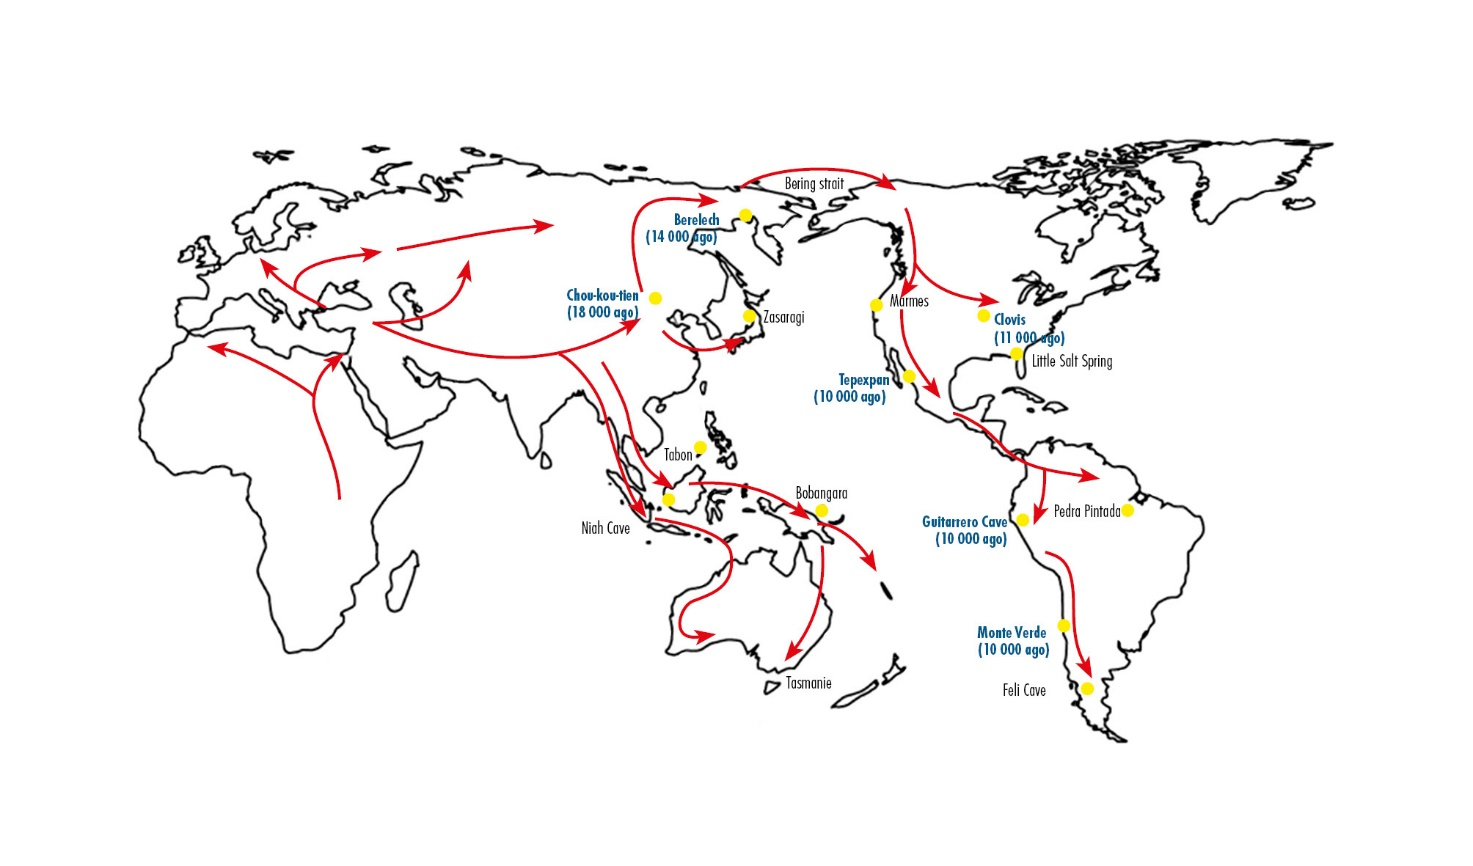 Bering strait
Berelech
(14 000 ago)
Chou-kou-tien
(18 000 ago)
Zasaragi
Marmes
Clovis
(11 000 ago)
Little Salt Spring
Tepexpan
(10 000 ago)
Tabon
Bobangara
Niah Cave
Guitarrero Cave
(10 000 ago)
Pedra Pintada
Monte Verde
(10 000 ago)
Tasmanie
Feli Cave